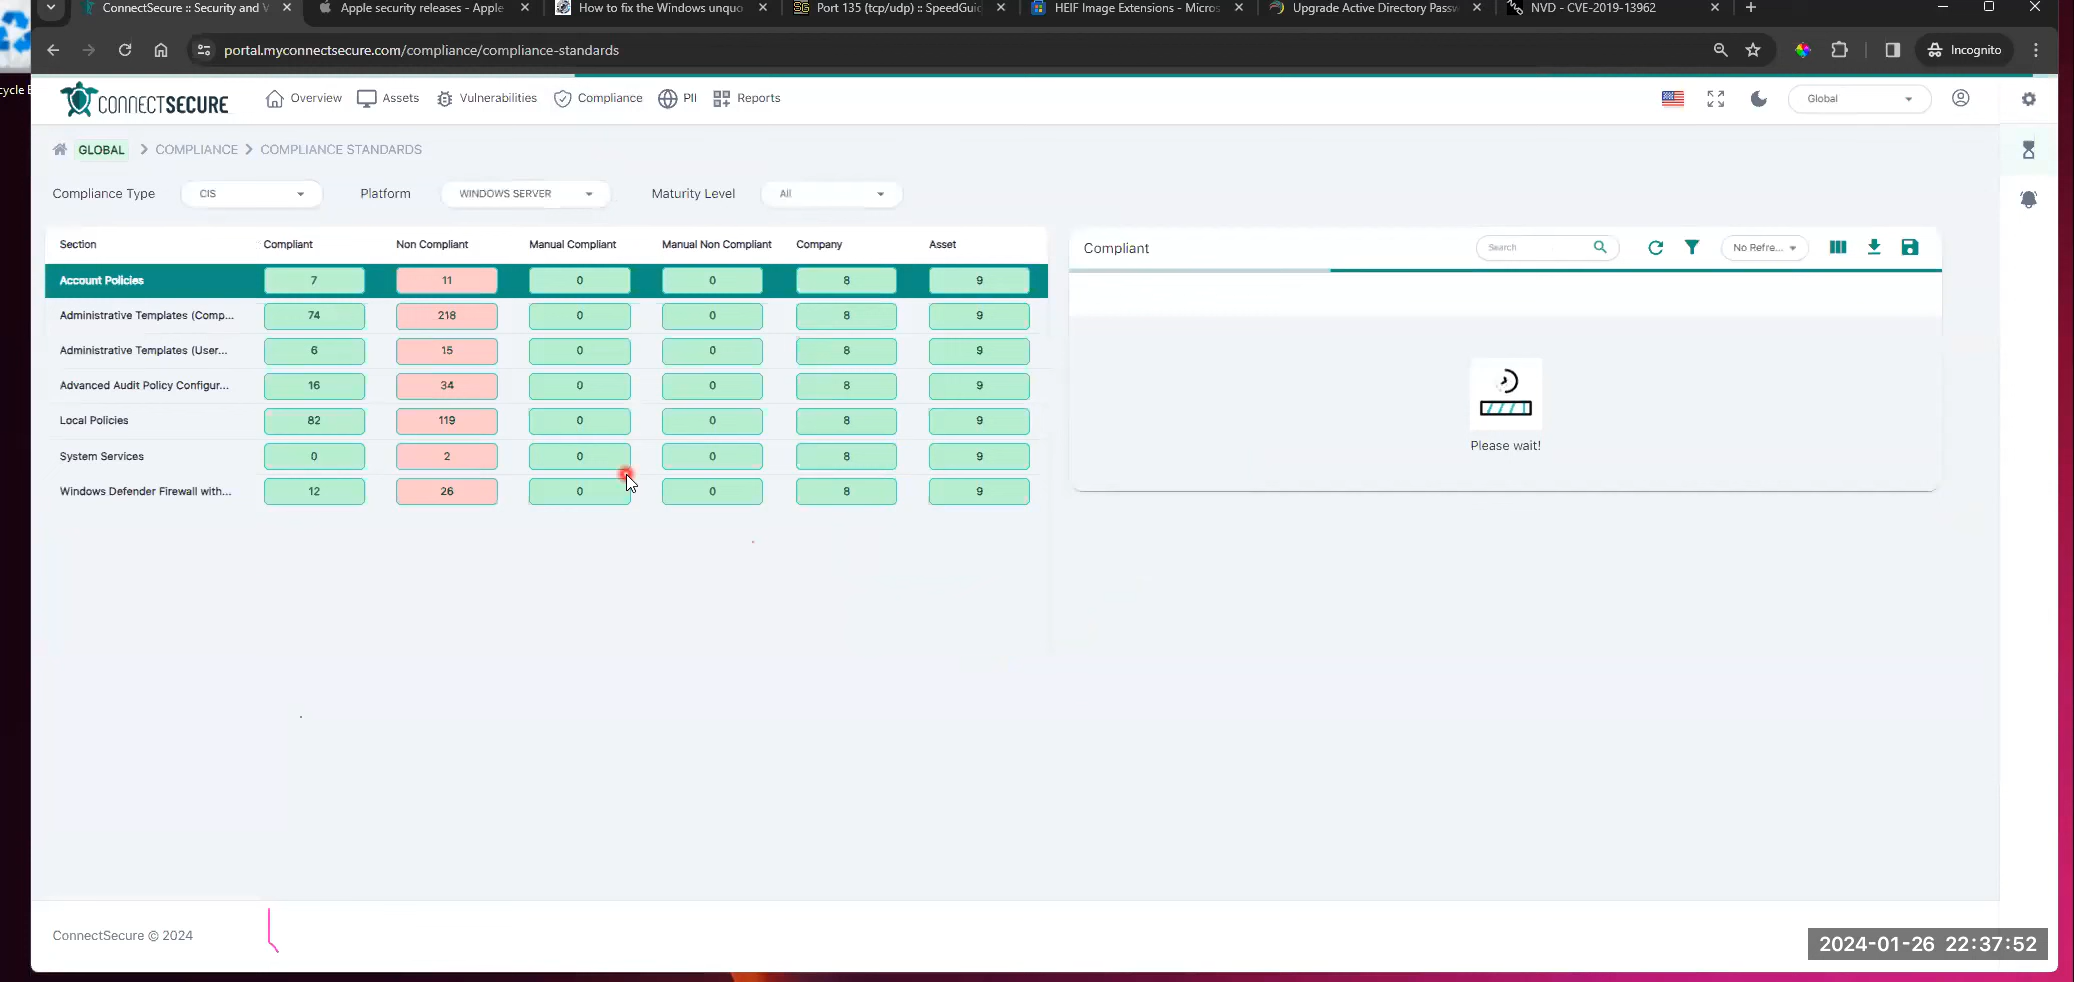 ConnectSecure :: Security and V
Apple security releases - Apple
How to fix the Windows unquo
SG Port 135 (tcp/udp) :: SpeedGuid
HEIF Image Extensions - Micros
Upgrade Active Directory Passw
NVD - CVE-2019-13962
portal.myconnectsecure.com/compliance/compliance-standards
Incognito
cycle B
CONNECTSECURE
Overview
Assets
Vulnerabilities
Compliance
PII
Reports
Global
GLOBAL > COMPLIANCE > COMPLIANCE STANDARDS
Compliance Type CIS Platform WINDOWS SERVER Maturity Level All
Section Compliant Non Compliant Manual Compliant Manual Non Compliant Company Asset
Account Policies 7 11 0 0 8 9
Administrative Templates (Comp... 74 218 0 0 8 9
Administrative Templates (User... 6 15 0 0 8 9
Advanced Audit Policy Configur... 16 34 0 0 8 9
Local Policies 82 119 0 0 8 9
System Services 0 2 0 0 8 9
Windows Defender Firewall with... 12 26 0 0 8 9
Compliant
Search
No Refre...
Please wait!
ConnectSecure © 2024
2024-01-26 22:37:52